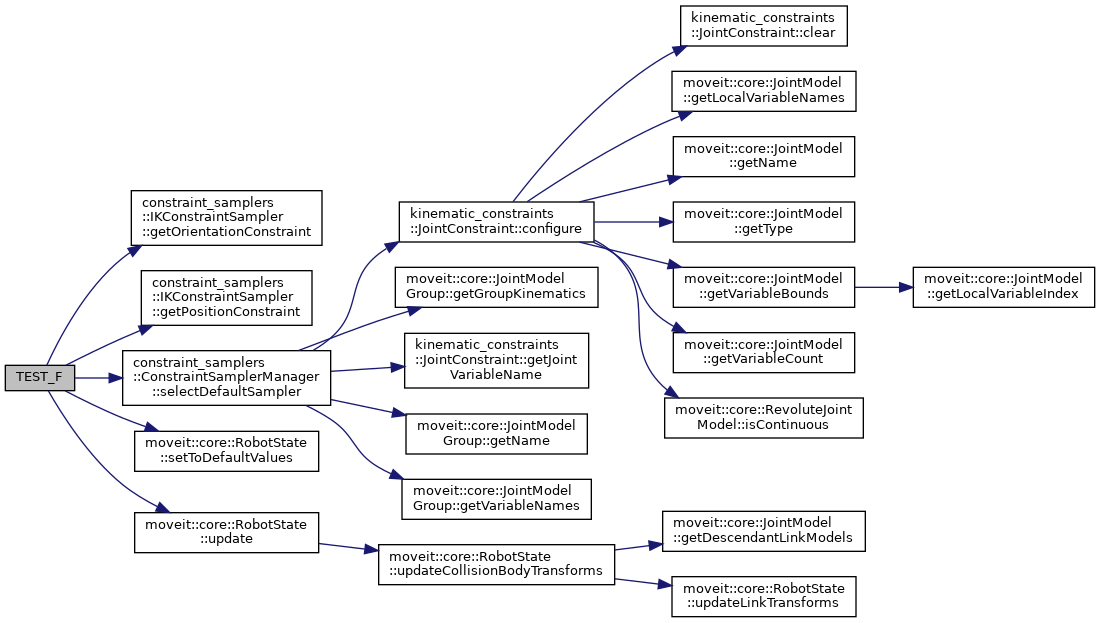 TEST_F
constraint_samplers
::IKConstraintSampler
::getOrientationConstraint
constraint_samplers
::IKConstraintSampler
::getPositionConstraint
constraint_samplers
::ConstraintSamplerManager
::selectDefaultSampler
moveit::core::RobotState
::setToDefaultValues
moveit::core::RobotState
::update
kinematic_constraints
::JointConstraint::configure
moveit::core::JointModel
Group::getGroupKinematics
kinematic_constraints
::JointConstraint::getJoint
VariableName
moveit::core::JointModel
Group::getName
moveit::core::JointModel
Group::getVariableNames
moveit::core::RobotState
::updateCollisionBodyTransforms
kinematic_constraints
::JointConstraint::clear
moveit::core::JointModel
::getLocalVariableNames
moveit::core::JointModel
::getName
moveit::core::JointModel
::getType
moveit::core::JointModel
::getVariableBounds
moveit::core::JointModel
::getVariableCount
moveit::core::RevoluteJoint
Model::isContinuous
moveit::core::JointModel
::getDescendantLinkModels
moveit::core::RobotState
::updateLinkTransforms
moveit::core::JointModel
::getLocalVariableIndex